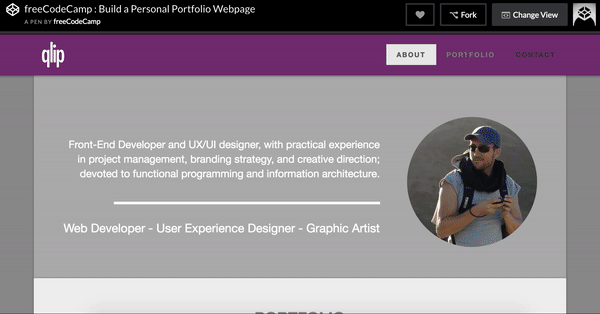 freeCodeCamp : Build a Personal Portfolio Webpage
A PEN BY freeCodeCamp
Fork
Change View
qlip
ABOUT
PORTFOLIO
CONTACT
Front-End Developer and UX/UI designer, with practical experience
in project management, branding strategy, and creative direction;
devoted to functional programming and information architecture.
Web Developer - User Experience Designer - Graphic Artist
PORTFOLIO